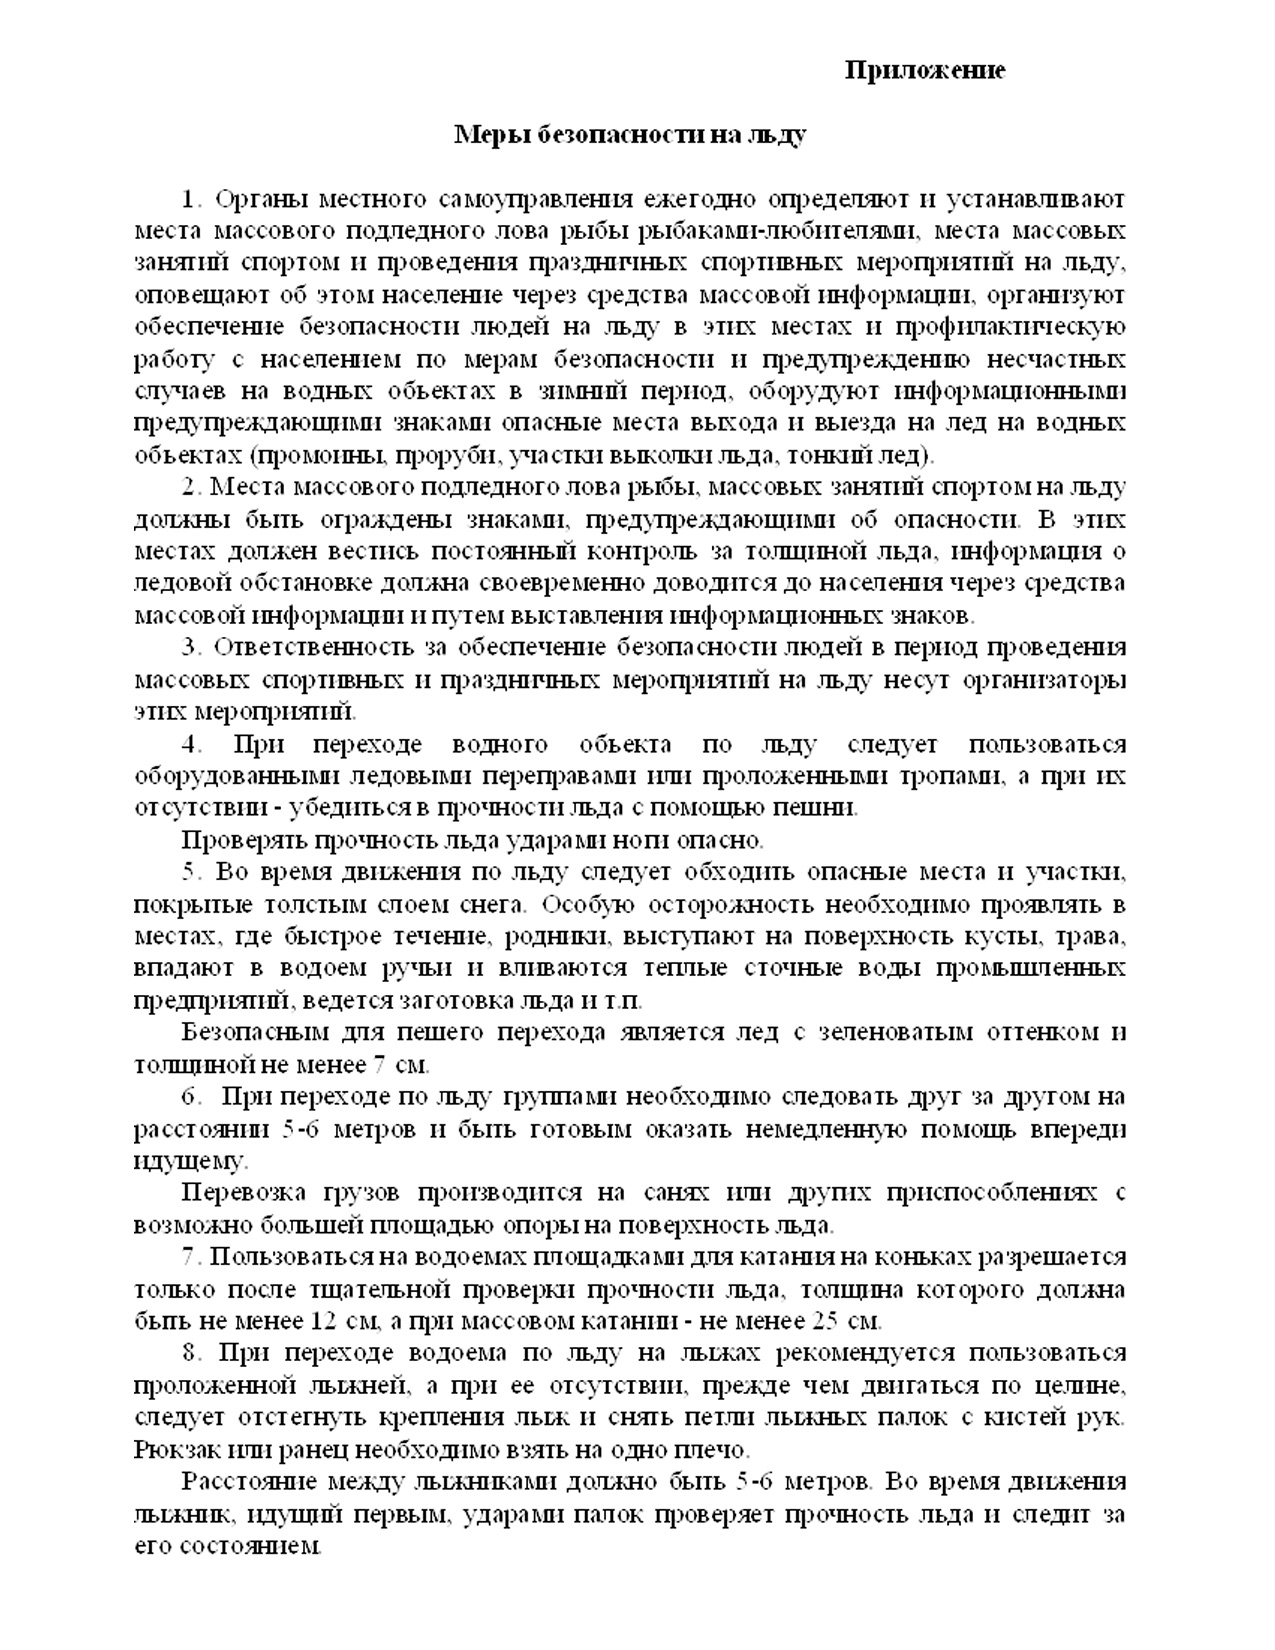 Приложение
Меры безопасности на льду
1. Органы местного самоуправления ежегодно определяют и устанавливают
места массового подледного лова рыбы рыбаками-любителями, места массовых
занятий спортом и проведения праздничных спортивных мероприятий на льду,
оповещают об этом население через средства массовой информации, организуют
обеспечение безопасности людей на льду в этих местах и профилактическую
работу с населением по мерам безопасности и предупреждению несчастных
случаев на водных объектах в зимний период, оборудуют информационными
предупреждающими знаками опасные места выхода и выезда на лед на водных
объектах (промоины, проруби, участки выколки льда, тонкий лед).
2. Места массового подледного лова рыбы, массовых занятий спортом на льду
должны быть ограждены знаками, предупреждающими об опасности. В этих
местах должен вестись постоянный контроль за толщиной льда, информация о
ледовой обстановке должна своевременно доводится до населения через средства
массовой информации и путем выставления информационных знаков.
3. Ответственность за обеспечение безопасности людей в период проведения
массовых спортивных и праздничных мероприятий на льду несут организаторы
этих мероприятий.
4. При переходе водного объекта по льду следует пользоваться
оборудованными ледовыми переправами или проложенными тропами, а при их
отсутствии - убедиться в прочности льда с помощью пешни.
Проверять прочность льда ударами ноги опасно.
5. Во время движения по льду следует обходить опасные места и участки,
покрытые толстым слоем снега. Особую осторожность необходимо проявлять в
местах, где быстрое течение, родники, выступают на поверхность кусты, трава,
впадают в водоем ручьи и вливаются теплые сточные воды промышленных
предприятий, ведется заготовка льда и т.п.
Безопасным для пешего перехода является лед с зеленоватым оттенком и
толщиной не менее 7 см.
6. При переходе по льду группами необходимо следовать друг за другом на
расстоянии 5-6 метров и быть готовым оказать немедленную помощь впереди
идущему.
Перевозка грузов производится на санях или других приспособлениях с
возможно большей площадью опоры на поверхность льда.
7. Пользоваться на водоемах площадками для катания на коньках разрешается
только после тщательной проверки прочности льда, толщина которого должна
быть не менее 12 см, а при массовом катании - не менее 25 см.
8. При переходе водоема по льду на лыжах рекомендуется пользоваться
проложенной лыжней, а при ее отсутствии, прежде чем двигаться по целине,
следует отстегнуть крепления лыж и снять петли лыжных палок с кистей рук.
Рюкзак или ранец необходимо взять на одно плечо.
Расстояние между лыжниками должно быть 5-6 метров. Во время движения
лыжник, идущий первым, ударами палок проверяет прочность льда и следит за
его состоянием.